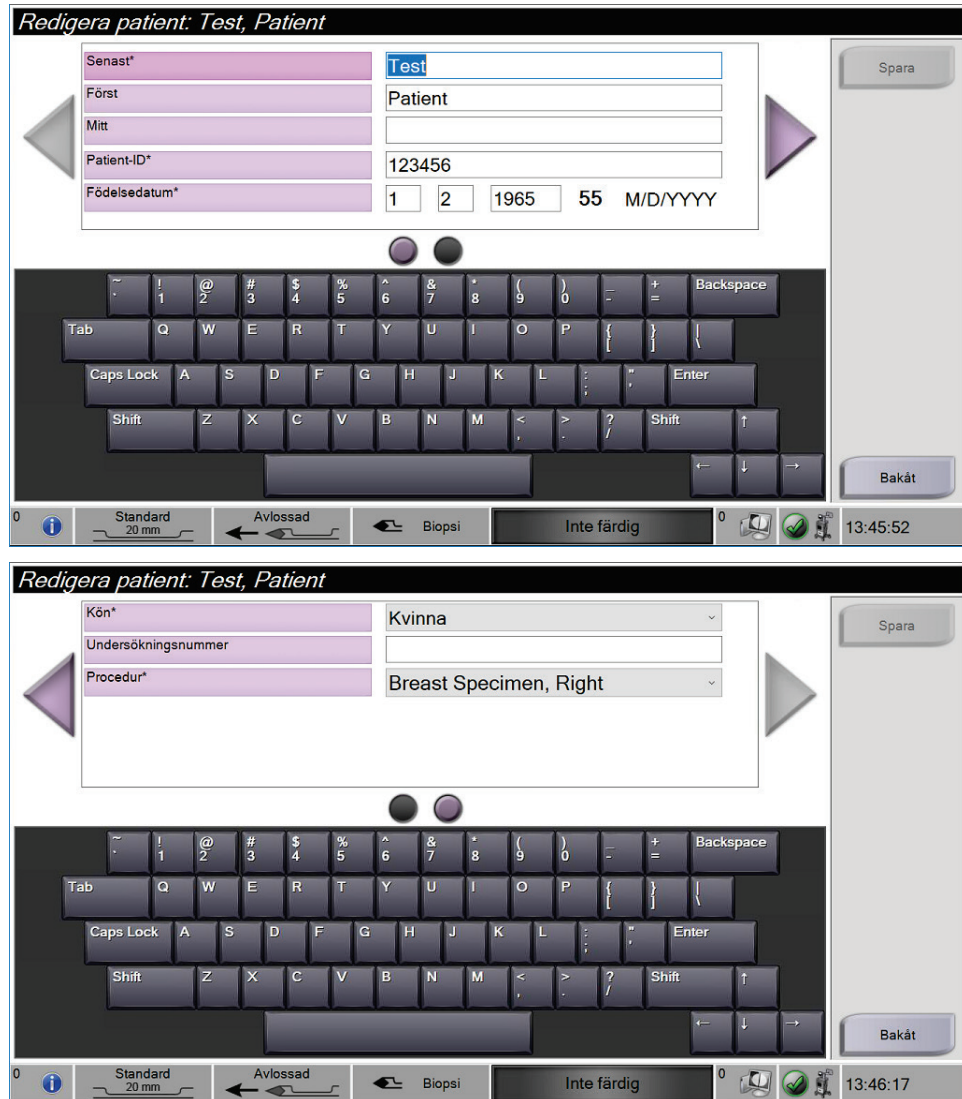 Redigera patient: Test, Patient
Senast* Test
Spara
Först Patient
Mitt
Patient-ID* 123456
Födelsedatum* 1 2 1965 55 M/D/YYYY
~ ! @ # $ % ^ & * ( ) _ + Backspace
` 1 2 3 4 5 6 7 8 9 0 - =
Tab Q W E R T Y U I O P { } |
[ ] \
Caps Lock A S D F G H J K L : " Enter
; '
Shift Z X C V B N M < > ? Shift ↑
, . /
← ↓ →
Bakåt
0 Standard Avlossad Biopsi Inte färdig 0 13:45:52
20 mm
Redigera patient: Test, Patient
Kön* Kvinna
Spara
Undersökningsnummer
Procedur* Breast Specimen, Right
~ ! @ # $ % ^ & * ( ) _ + Backspace
` 1 2 3 4 5 6 7 8 9 0 - =
Tab Q W E R T Y U I O P { } |
[ ] \
Caps Lock A S D F G H J K L : " Enter
; '
Shift Z X C V B N M < > ? Shift ↑
, . /
← ↓ →
Bakåt
0 Standard Avlossad Biopsi Inte färdig 0 13:46:17
20 mm